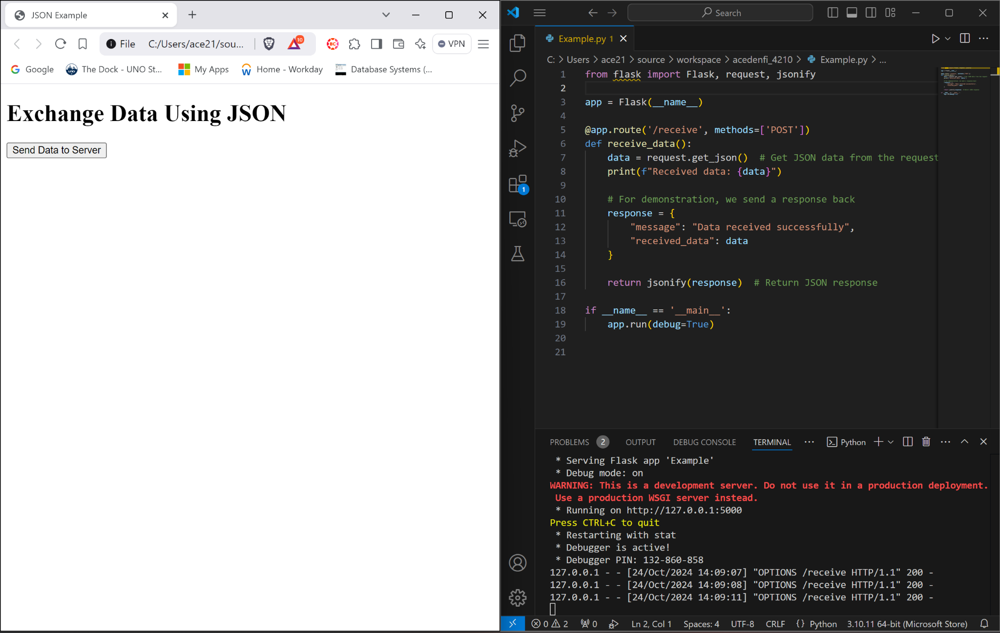 JSON Example
File C:/Users/ace21/sou...
10
BC
VPN
Google
The Dock - UNO St...
My Apps
Home - Workday
Database Systems (...
Exchange Data Using JSON
Send Data to Server
Search
Example.py 1
C: > Users > ace21 > source > workspace > acedenfi_4210 > Example.py > ...
1 from flask import Flask, request, jsonify
2
3 app = Flask(__name__)
4
5 @app.route('/receive', methods=['POST'])
6 def receive_data():
7 data = request.get_json() # Get JSON data from the request
8 print(f"Received data: {data}")
9
10 # For demonstration, we send a response back
11 response = {
12 "message": "Data received successfully",
13 "received_data": data
14 }
15
16 return jsonify(response) # Return JSON response
17
18 if __name__ == '__main__':
19 app.run(debug=True)
20
21
1
PROBLEMS 2 OUTPUT DEBUG CONSOLE TERMINAL ... Python
* Serving Flask app 'Example'
* Debug mode: on
WARNING: This is a development server. Do not use it in a production deployment.
Use a production WSGI server instead.
* Running on http://127.0.0.1:5000
Press CTRL+C to quit
* Restarting with stat
* Debugger is active!
* Debugger PIN: 132-860-858
127.0.0.1 - - [24/Oct/2024 14:09:07] "OPTIONS /receive HTTP/1.1" 200 -
127.0.0.1 - - [24/Oct/2024 14:09:08] "OPTIONS /receive HTTP/1.1" 200 -
127.0.0.1 - - [24/Oct/2024 14:09:11] "OPTIONS /receive HTTP/1.1" 200 -
0 2 0 Ln 2, Col 1 Spaces: 4 UTF-8 CRLF {} Python 3.10.11 64-bit (Microsoft Store)